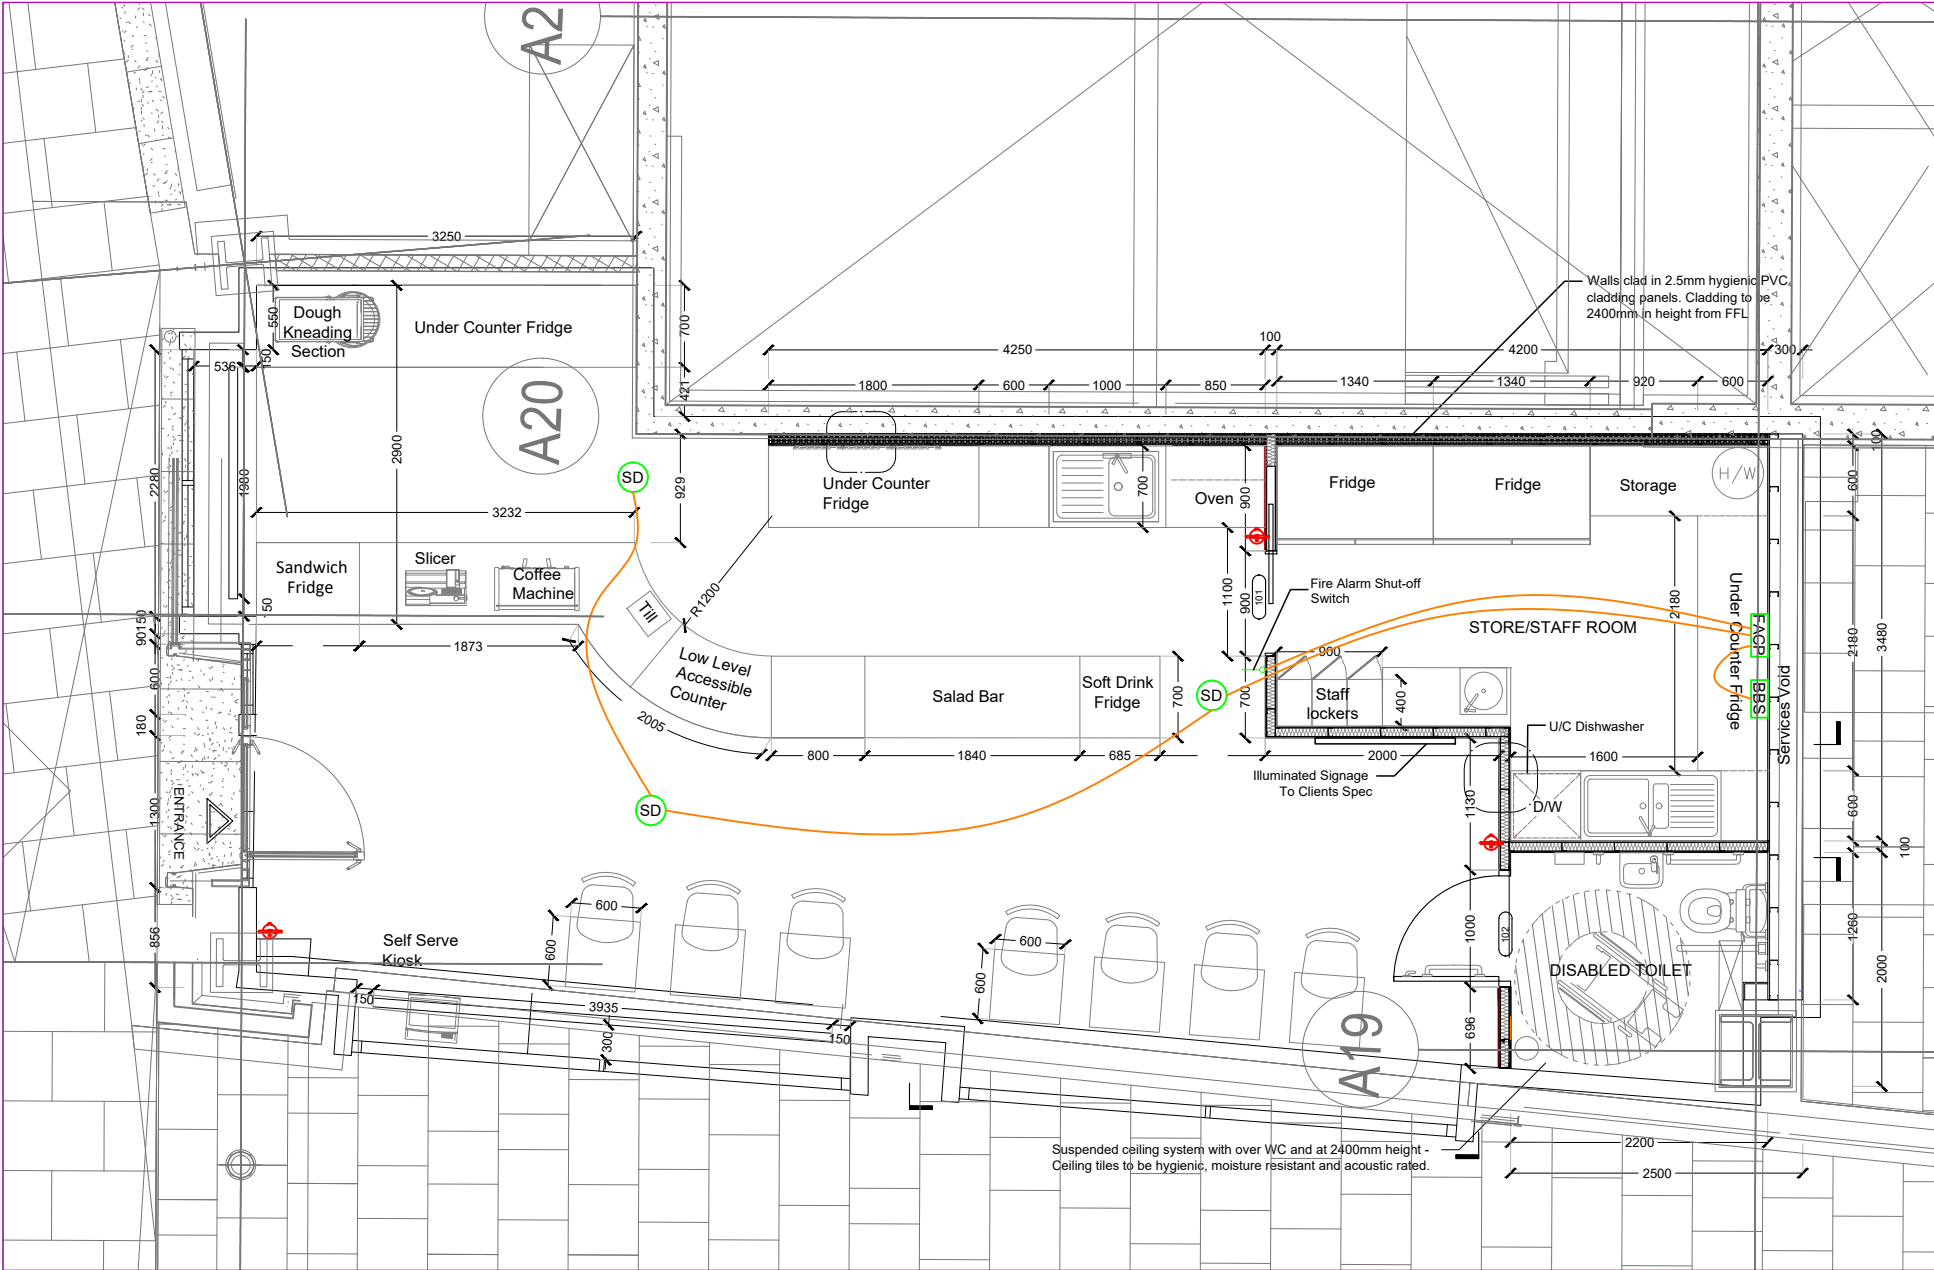 A2
3250
Dough
Kneading
Section
550
150
Under Counter Fridge
700
421
536
A20
2900
2280
1980
3232
929
SD
Sandwich
Fridge
Slicer
Coffee
Machine
Till
R1200
1873
2005
Low Level
Accessible
Counter
Walls clad in 2.5mm hygienic PVC
cladding panels. Cladding to be
2400mm in height from FFL
4250
100
4200
300
1800
600
1000
850
1340
1340
920
600
Under Counter
Fridge
700
Oven
900
1100
900
101
Fridge
Fridge
Storage
H/W
100
600
2180
3480
2180
Fire Alarm Shut-off
Switch
STORE/STAFF ROOM
Under Counter Fridge
FACP
BBS
Services Void
Salad Bar
Soft Drink
Fridge
700
SD
700
900
Staff
lockers
400
800
1840
685
2000
1600
U/C Dishwasher
Illuminated Signage
To Clients Spec
1130
D/W
600
100
150
90
600
180
1300
ENTRANCE
856
SD
Self Serve
Kiosk
600
600
600
600
1000
102
DISABLED TOILET
1260
2000
150
3935
150
300
A19
696
Suspended ceiling system with over WC and at 2400mm height -
Ceiling tiles to be hygienic, moisture resistant and acoustic rated.
2200
2500